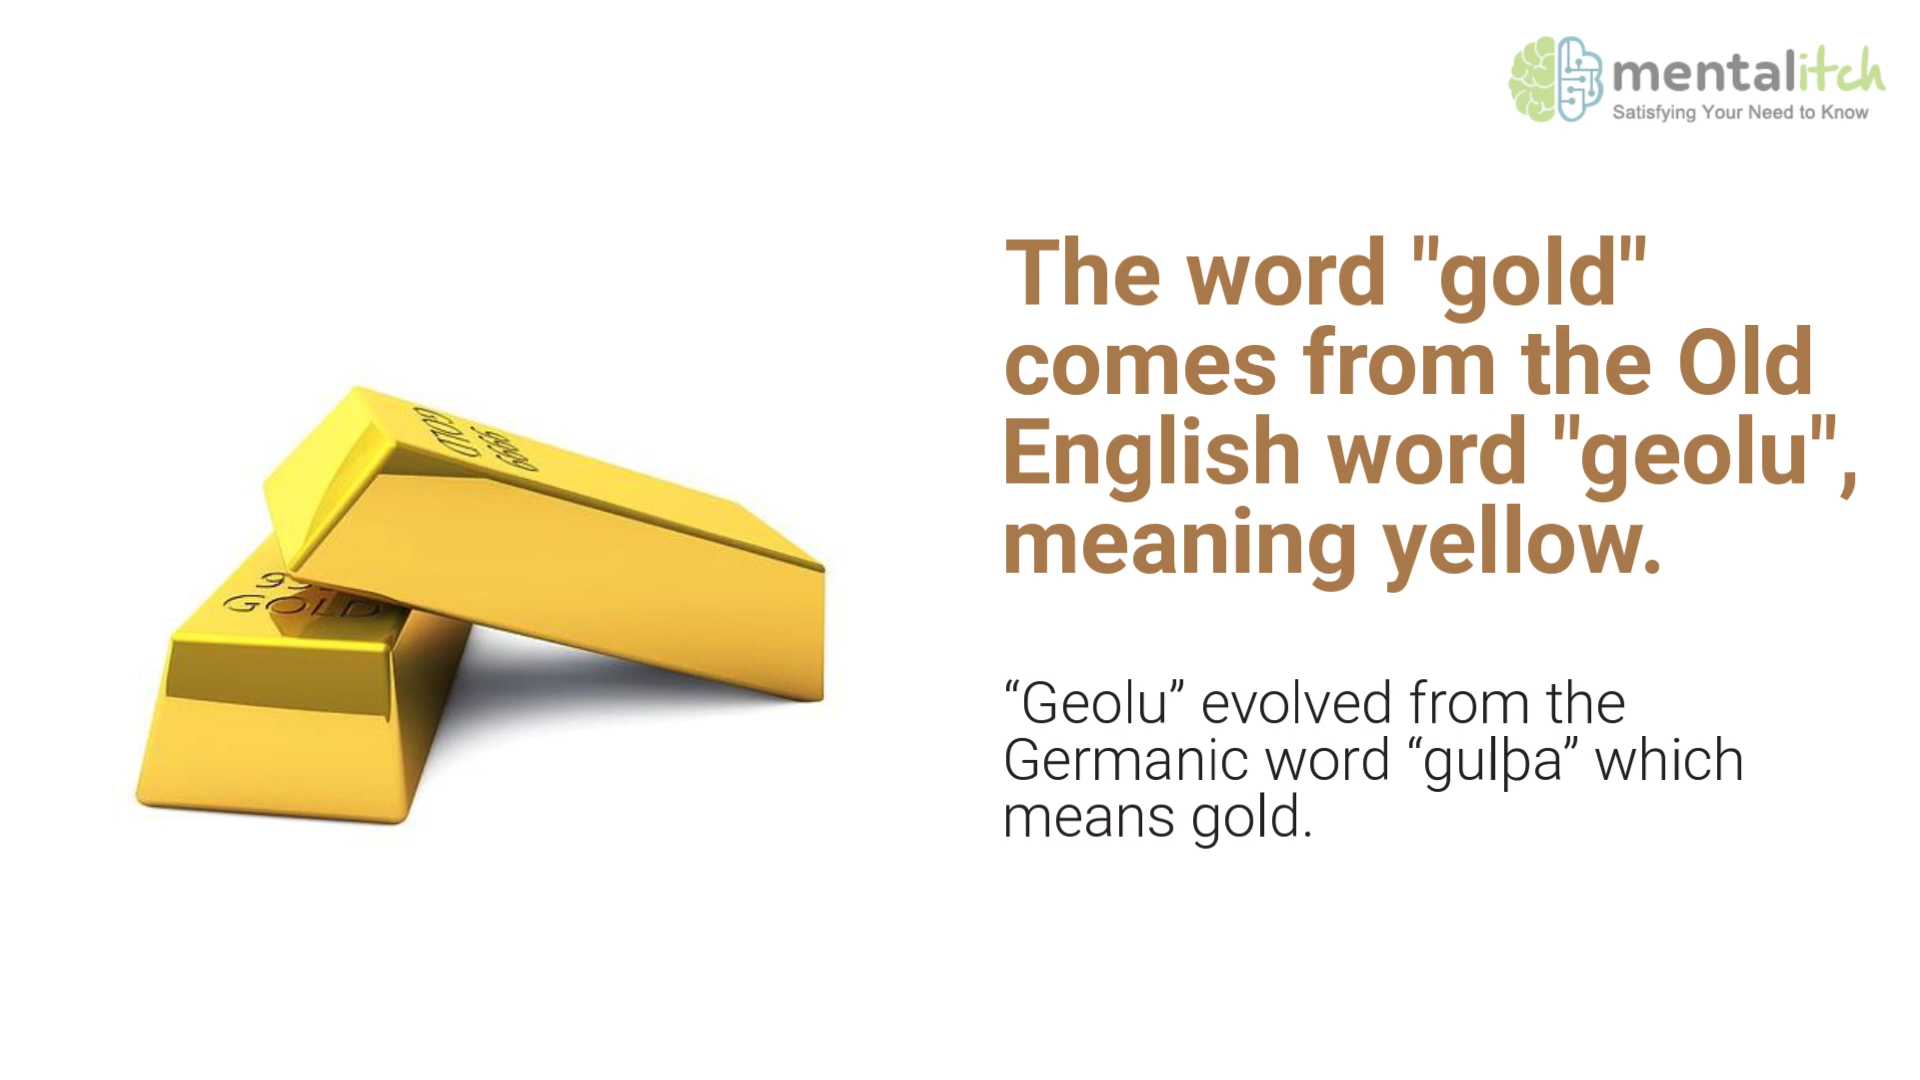 mentalitch
Satisfying Your Need to Know
The word "gold"
comes from the Old
English word "geolu",
meaning yellow.
“Geolu” evolved from the
Germanic word “gulþa” which
means gold.
GOLD
GOLD